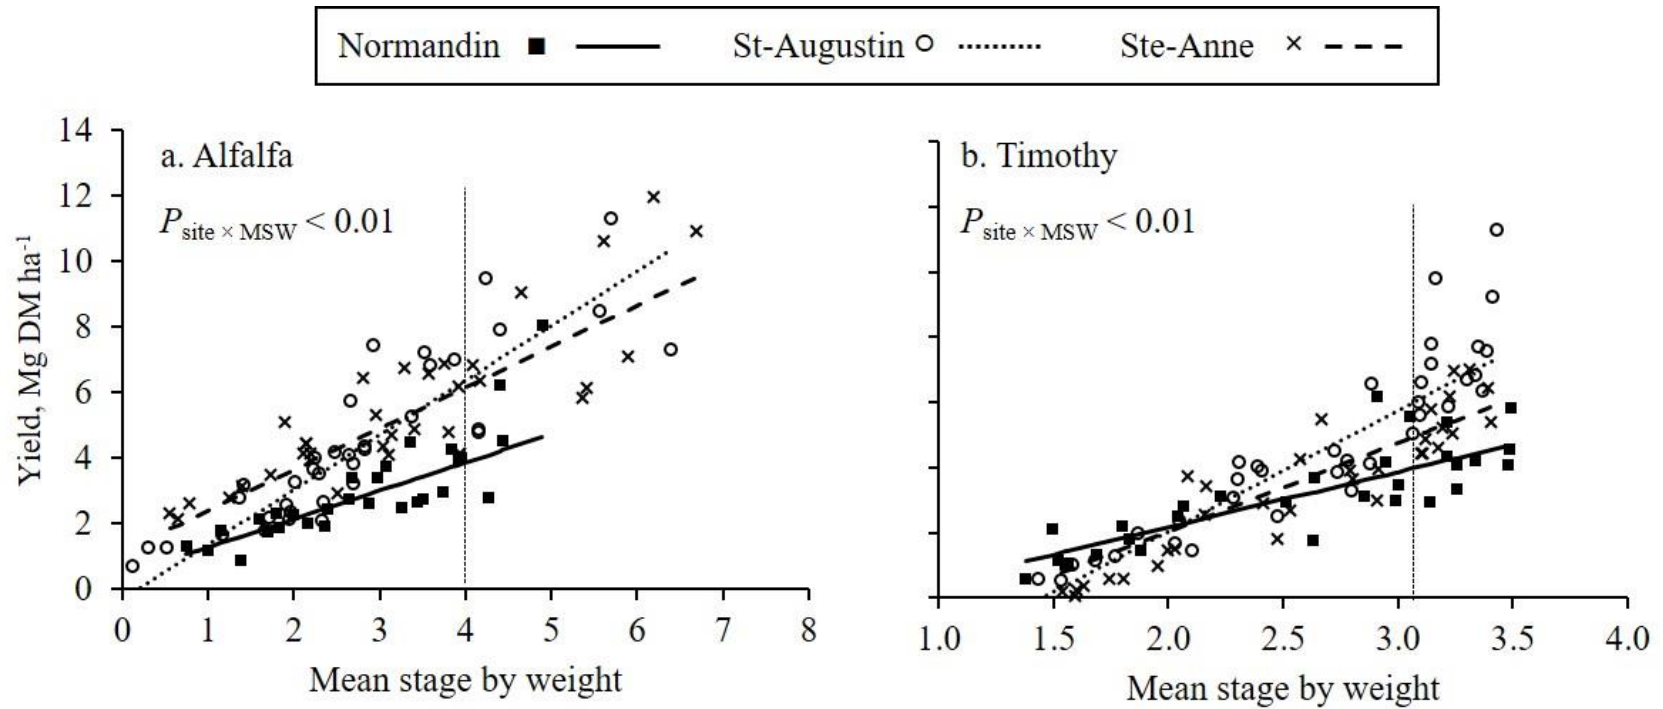 Normandin St-Augustin Ste-Anne
a. Alfalfa
P site × MSW < 0.01
Yield, Mg DM ha-1
14
12
10
8
6
4
2
0
0 1 2 3 4 5 6 7 8
Mean stage by weight
b. Timothy
P site × MSW < 0.01
1.0 1.5 2.0 2.5 3.0 3.5 4.0
Mean stage by weight